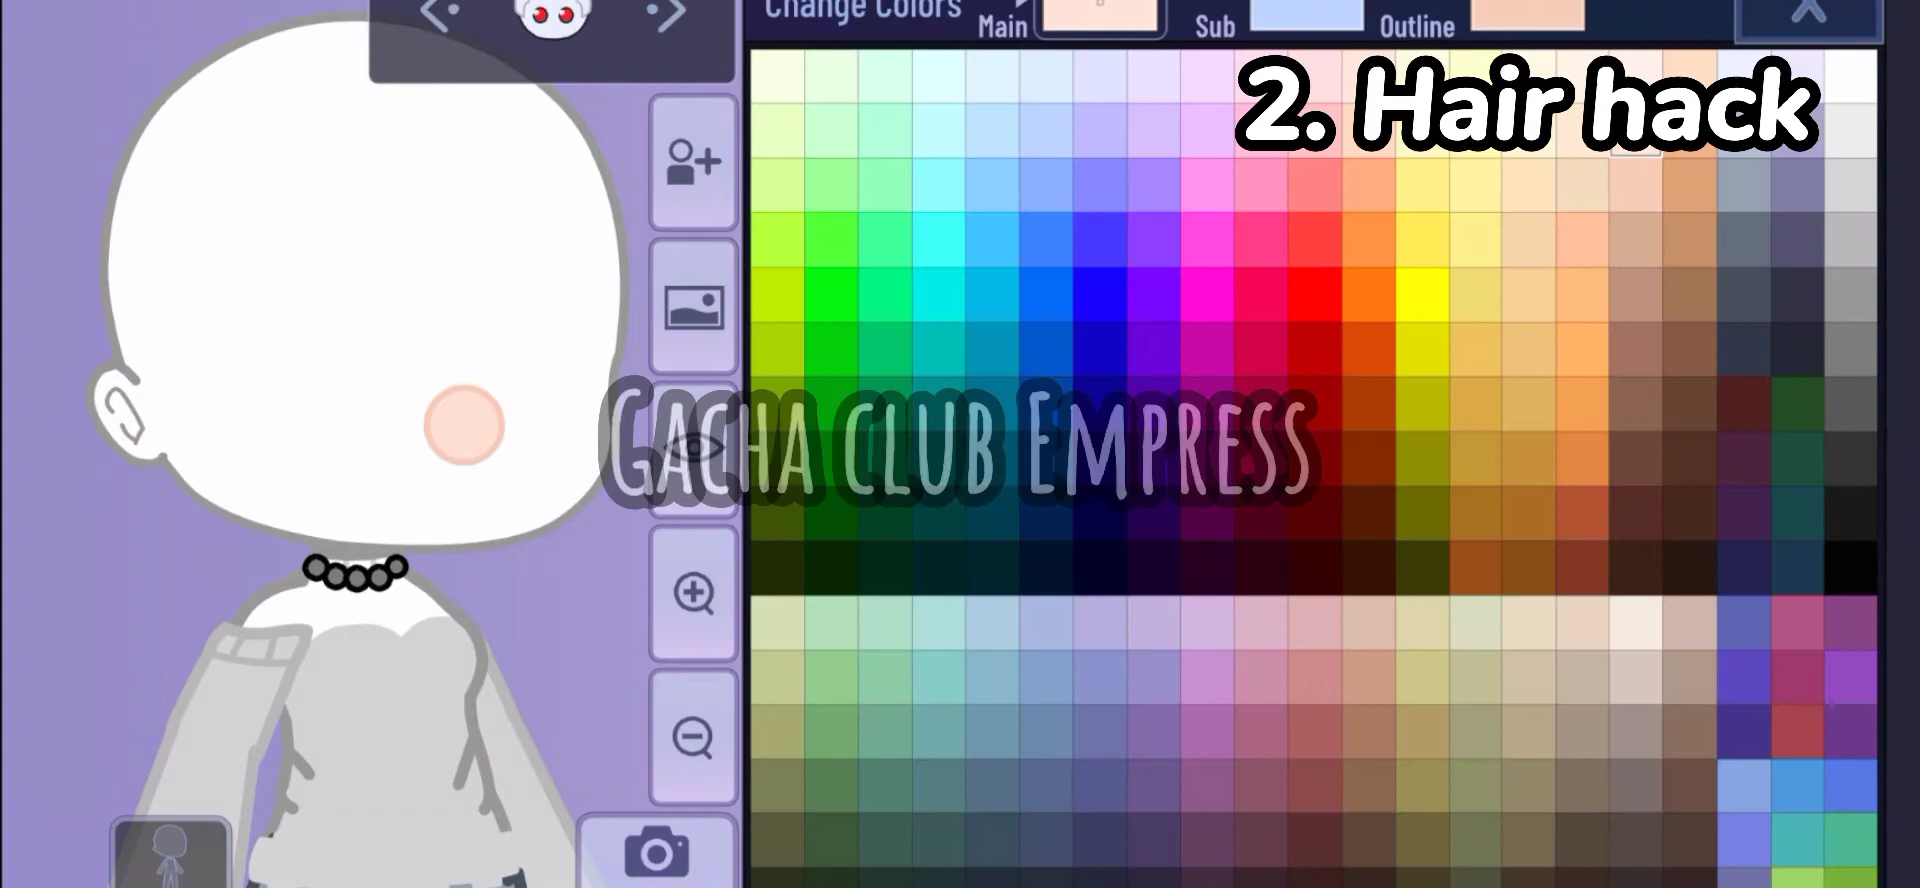 Change Colors
Main
Sub
Outline
2. Hair hack
Gacha club Empress